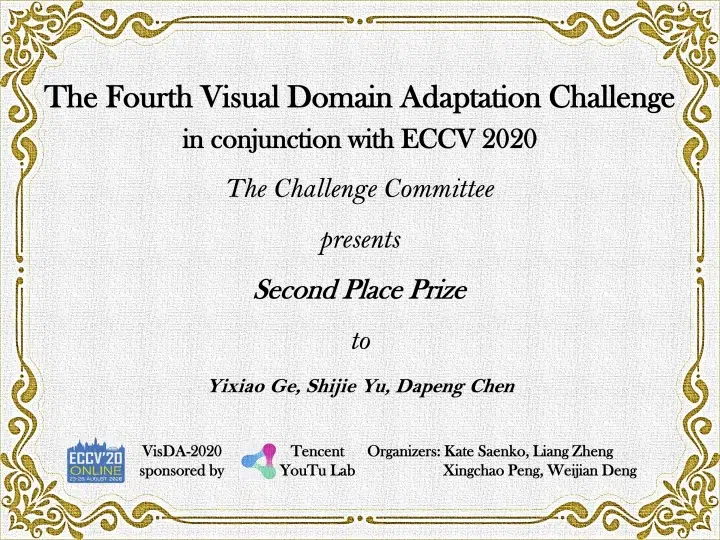 The Fourth Visual Domain Adaptation Challenge
in conjunction with ECCV 2020
The Challenge Committee
presents
Second Place Prize
to
Yixiao Ge, Shijie Yu, Dapeng Chen
ECCV'20
ONLINE
23-28 AUGUST 2020
VisDA-2020
sponsored by
Tencent
YouTu Lab
Organizers: Kate Saenko, Liang Zheng
Xingchao Peng, Weijian Deng